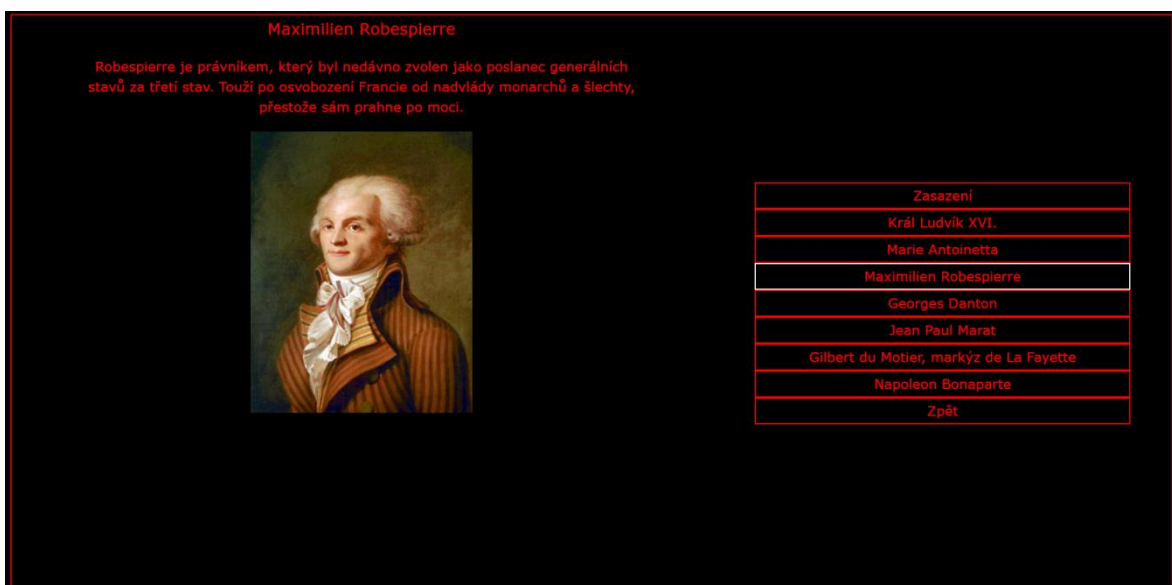 Maximilien Robespierre
Robespierre je právníkem, který byl nedávno zvolen jako poslanec generálních
stavů za třetí stav. Touží po osvobození Francie od nadvlády monarchů a šlechty,
přestože sám prahne po moci.
Zasazení
Král Ludvík XVI.
Marie Antoinetta
Maximilien Robespierre
Georges Danton
Jean Paul Marat
Gilbert du Motier, markýz de La Fayette
Napoleon Bonaparte
Zpět